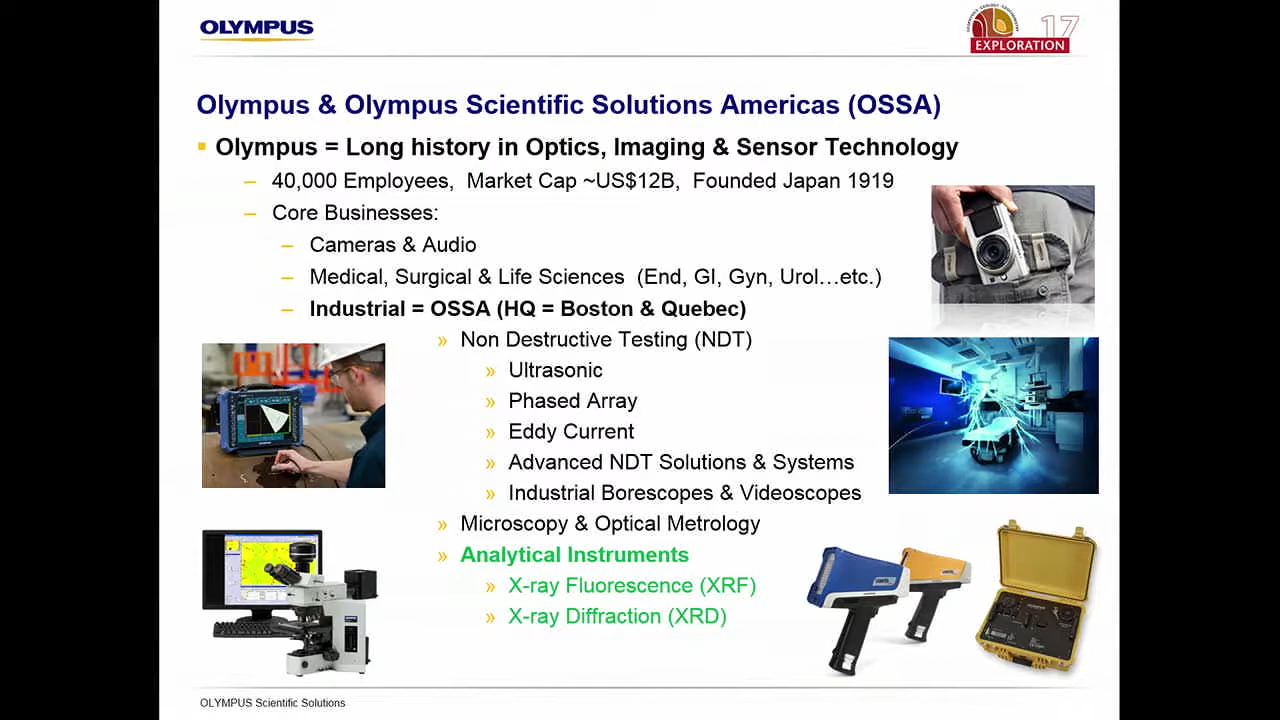 OLYMPUS
17
EXPLORATION
Olympus & Olympus Scientific Solutions Americas (OSSA)
Olympus = Long history in Optics, Imaging & Sensor Technology
– 40,000 Employees, Market Cap ~US$12B, Founded Japan 1919
– Core Businesses:
– Cameras & Audio
– Medical, Surgical & Life Sciences (End, GI, Gyn, Urol…etc.)
– Industrial = OSSA (HQ = Boston & Quebec)
» Non Destructive Testing (NDT)
» Ultrasonic
» Phased Array
» Eddy Current
» Advanced NDT Solutions & Systems
» Industrial Borescopes & Videoscopes
» Microscopy & Optical Metrology
» Analytical Instruments
» X-ray Fluorescence (XRF)
» X-ray Diffraction (XRD)
OLYMPUS Scientific Solutions